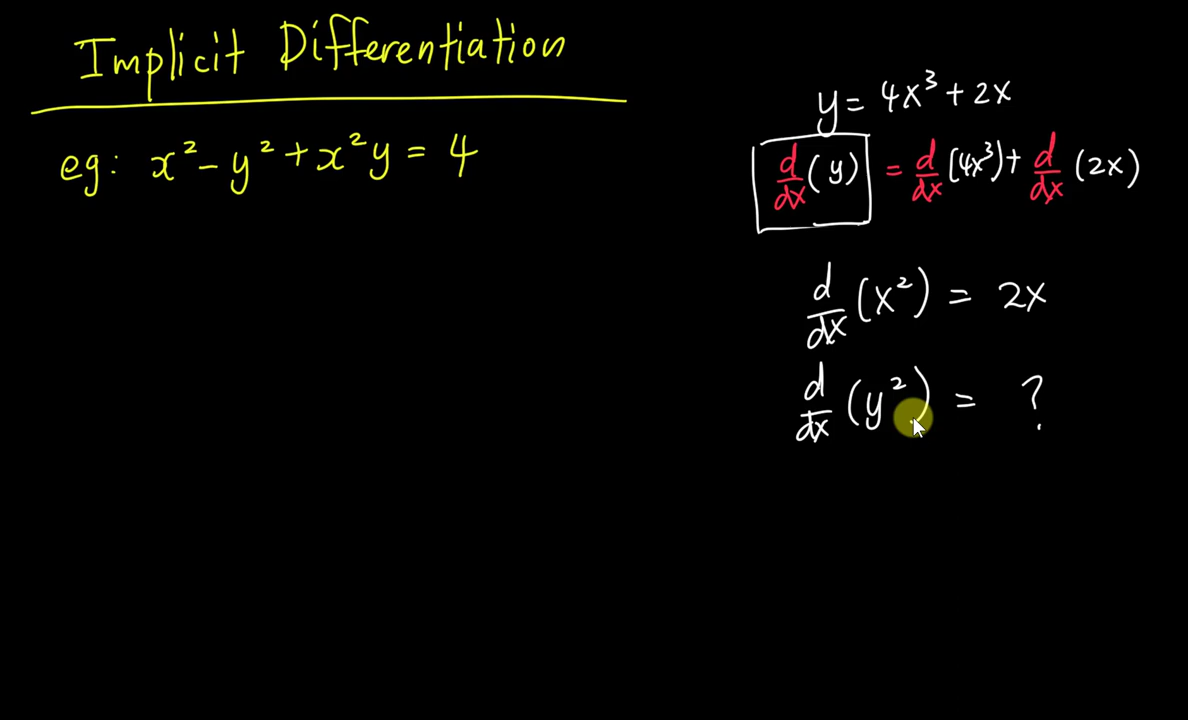 Implicit Differentiation
eg: x² - y² + x²y = 4
y = 4x³ + 2x
d/dx (y) = d/dx (4x³) + d/dx (2x)
d/dx (x²) = 2x
d/dx (y²) = ?